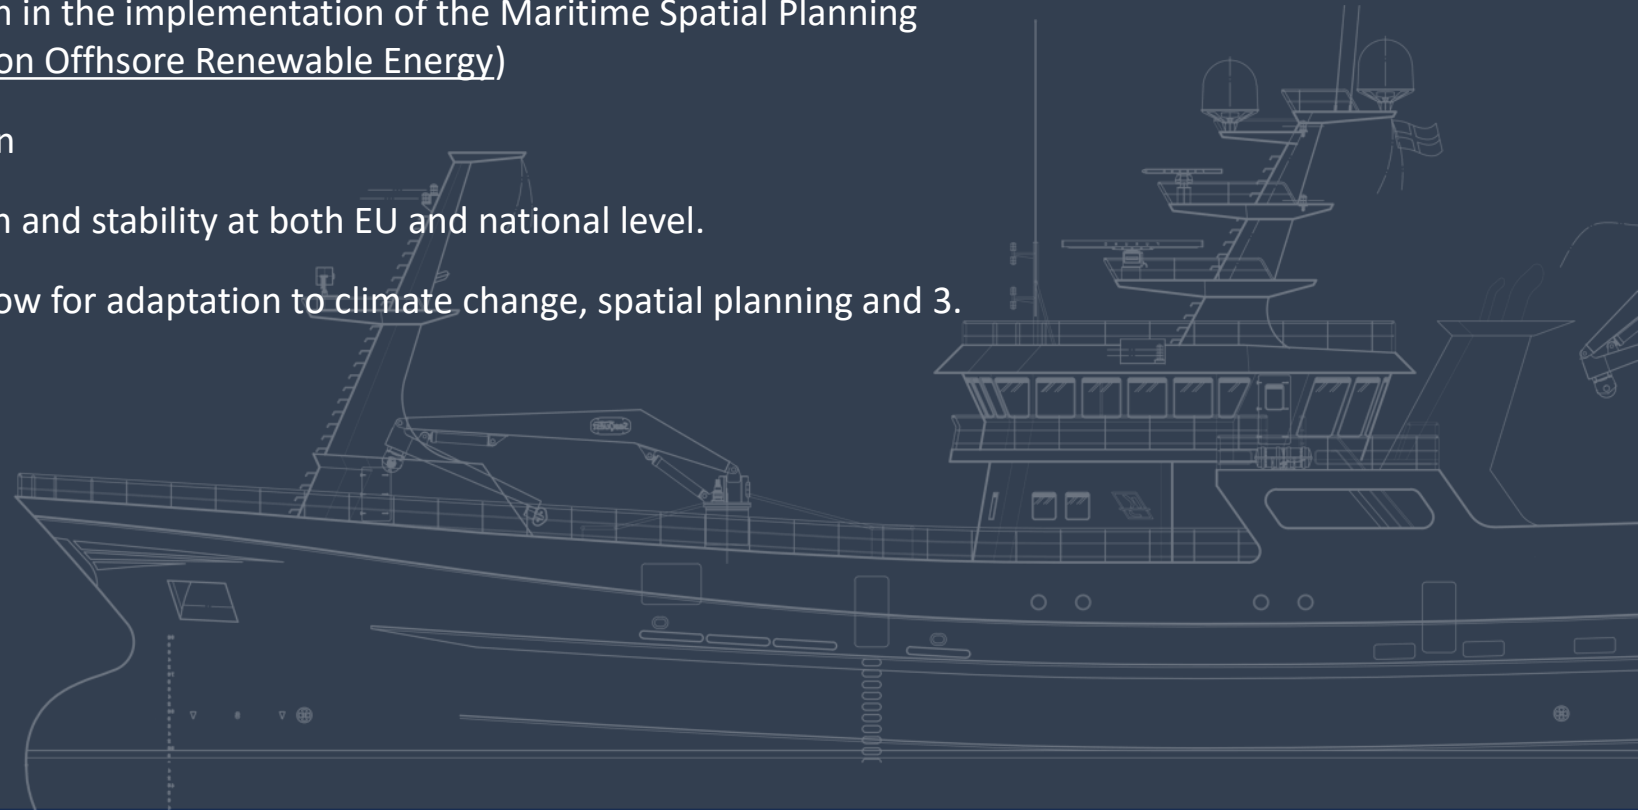 n in the implementation of the Maritime Spatial Planning
on Offhsore Renewable Energy)
n
n and stability at both EU and national level.
ow for adaptation to climate change, spatial planning and 3.